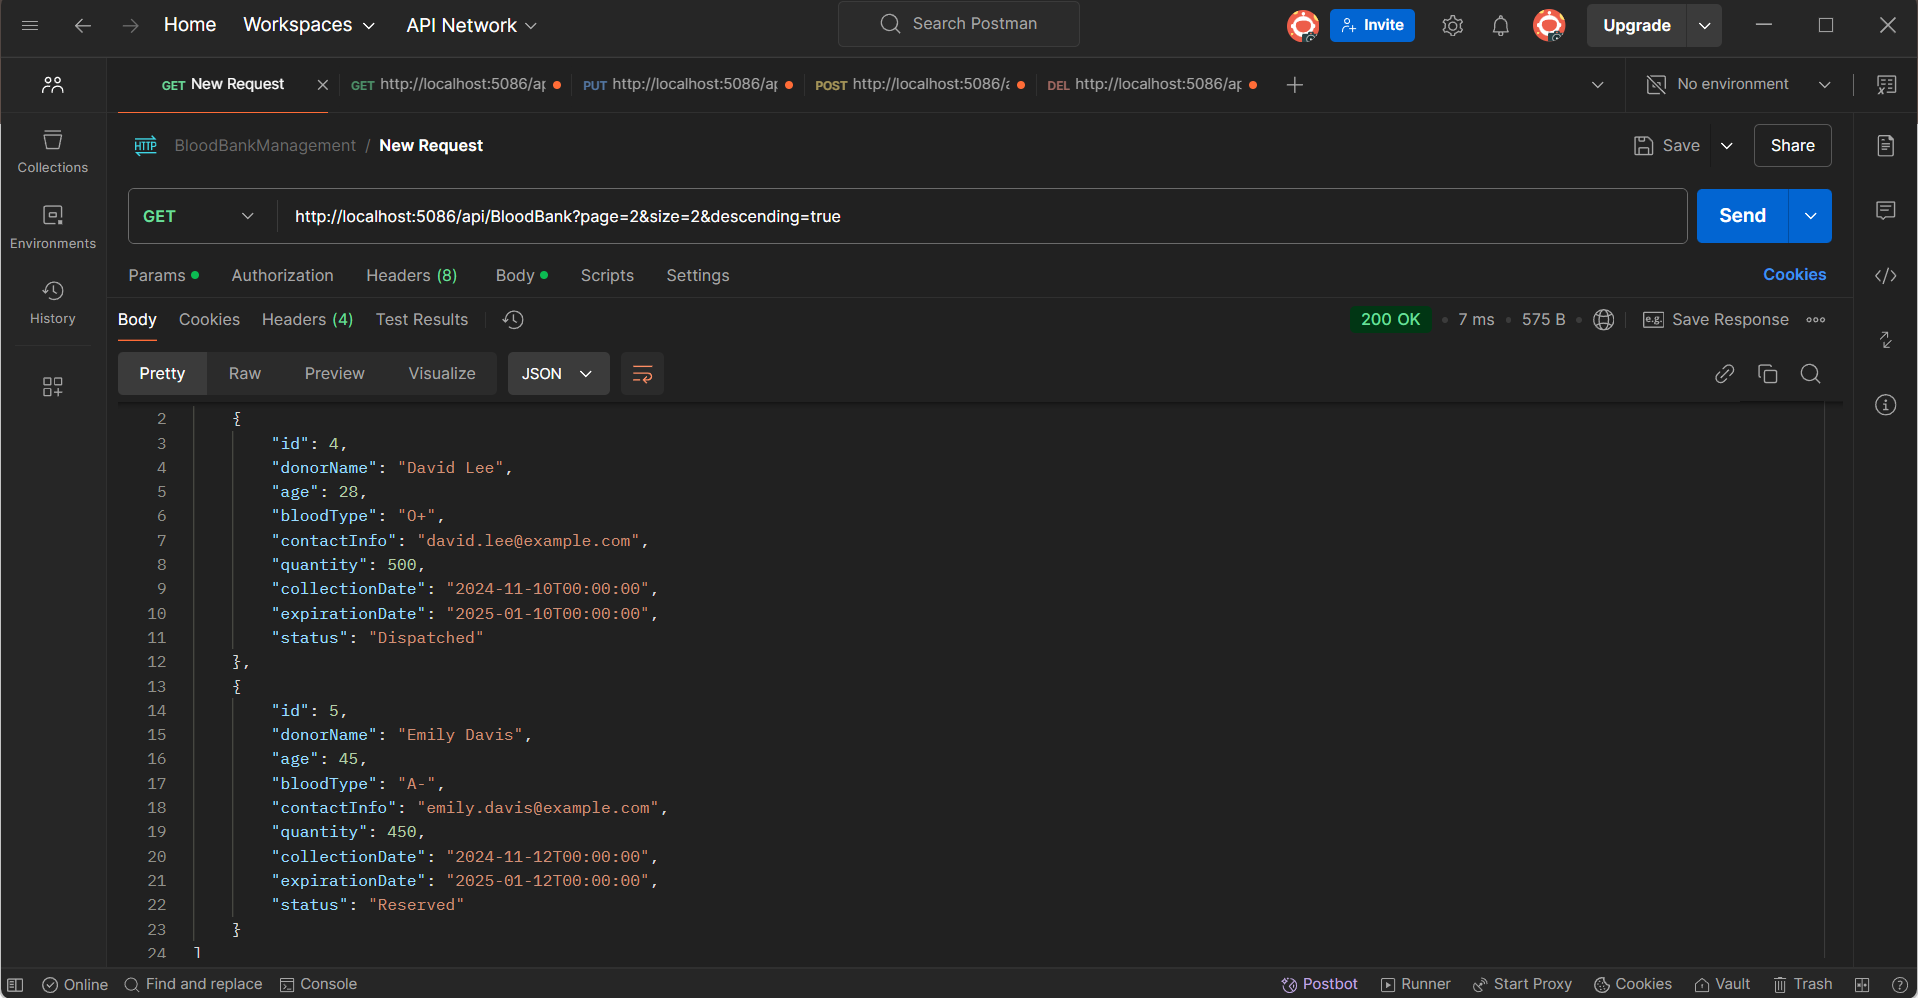 Home Workspaces API Network Search Postman Invite Upgrade
GET New Request GET http://localhost:5086/ap PUT http://localhost:5086/ap POST http://localhost:5086/a DEL http://localhost:5086/ap No environment
HTTP BloodBankManagement / New Request Save Share
Collections
GET http://localhost:5086/api/BloodBank?page=2&size=2&descending=true Send
Environments
Params Authorization Headers (8) Body Scripts Settings Cookies
History
Body Cookies Headers (4) Test Results 200 OK 7 ms 575 B e.g. Save Response
Pretty Raw Preview Visualize JSON
2 {
3 "id": 4,
4 "donorName": "David Lee",
5 "age": 28,
6 "bloodType": "O+",
7 "contactInfo": "david.lee@example.com",
8 "quantity": 500,
9 "collectionDate": "2024-11-10T00:00:00",
10 "expirationDate": "2025-01-10T00:00:00",
11 "status": "Dispatched"
12 },
13 {
14 "id": 5,
15 "donorName": "Emily Davis",
16 "age": 45,
17 "bloodType": "A-",
18 "contactInfo": "emily.davis@example.com",
19 "quantity": 450,
20 "collectionDate": "2024-11-12T00:00:00",
21 "expirationDate": "2025-01-12T00:00:00",
22 "status": "Reserved"
23 }
24 ]
Online Find and replace Console Postbot Runner Start Proxy Cookies Vault Trash